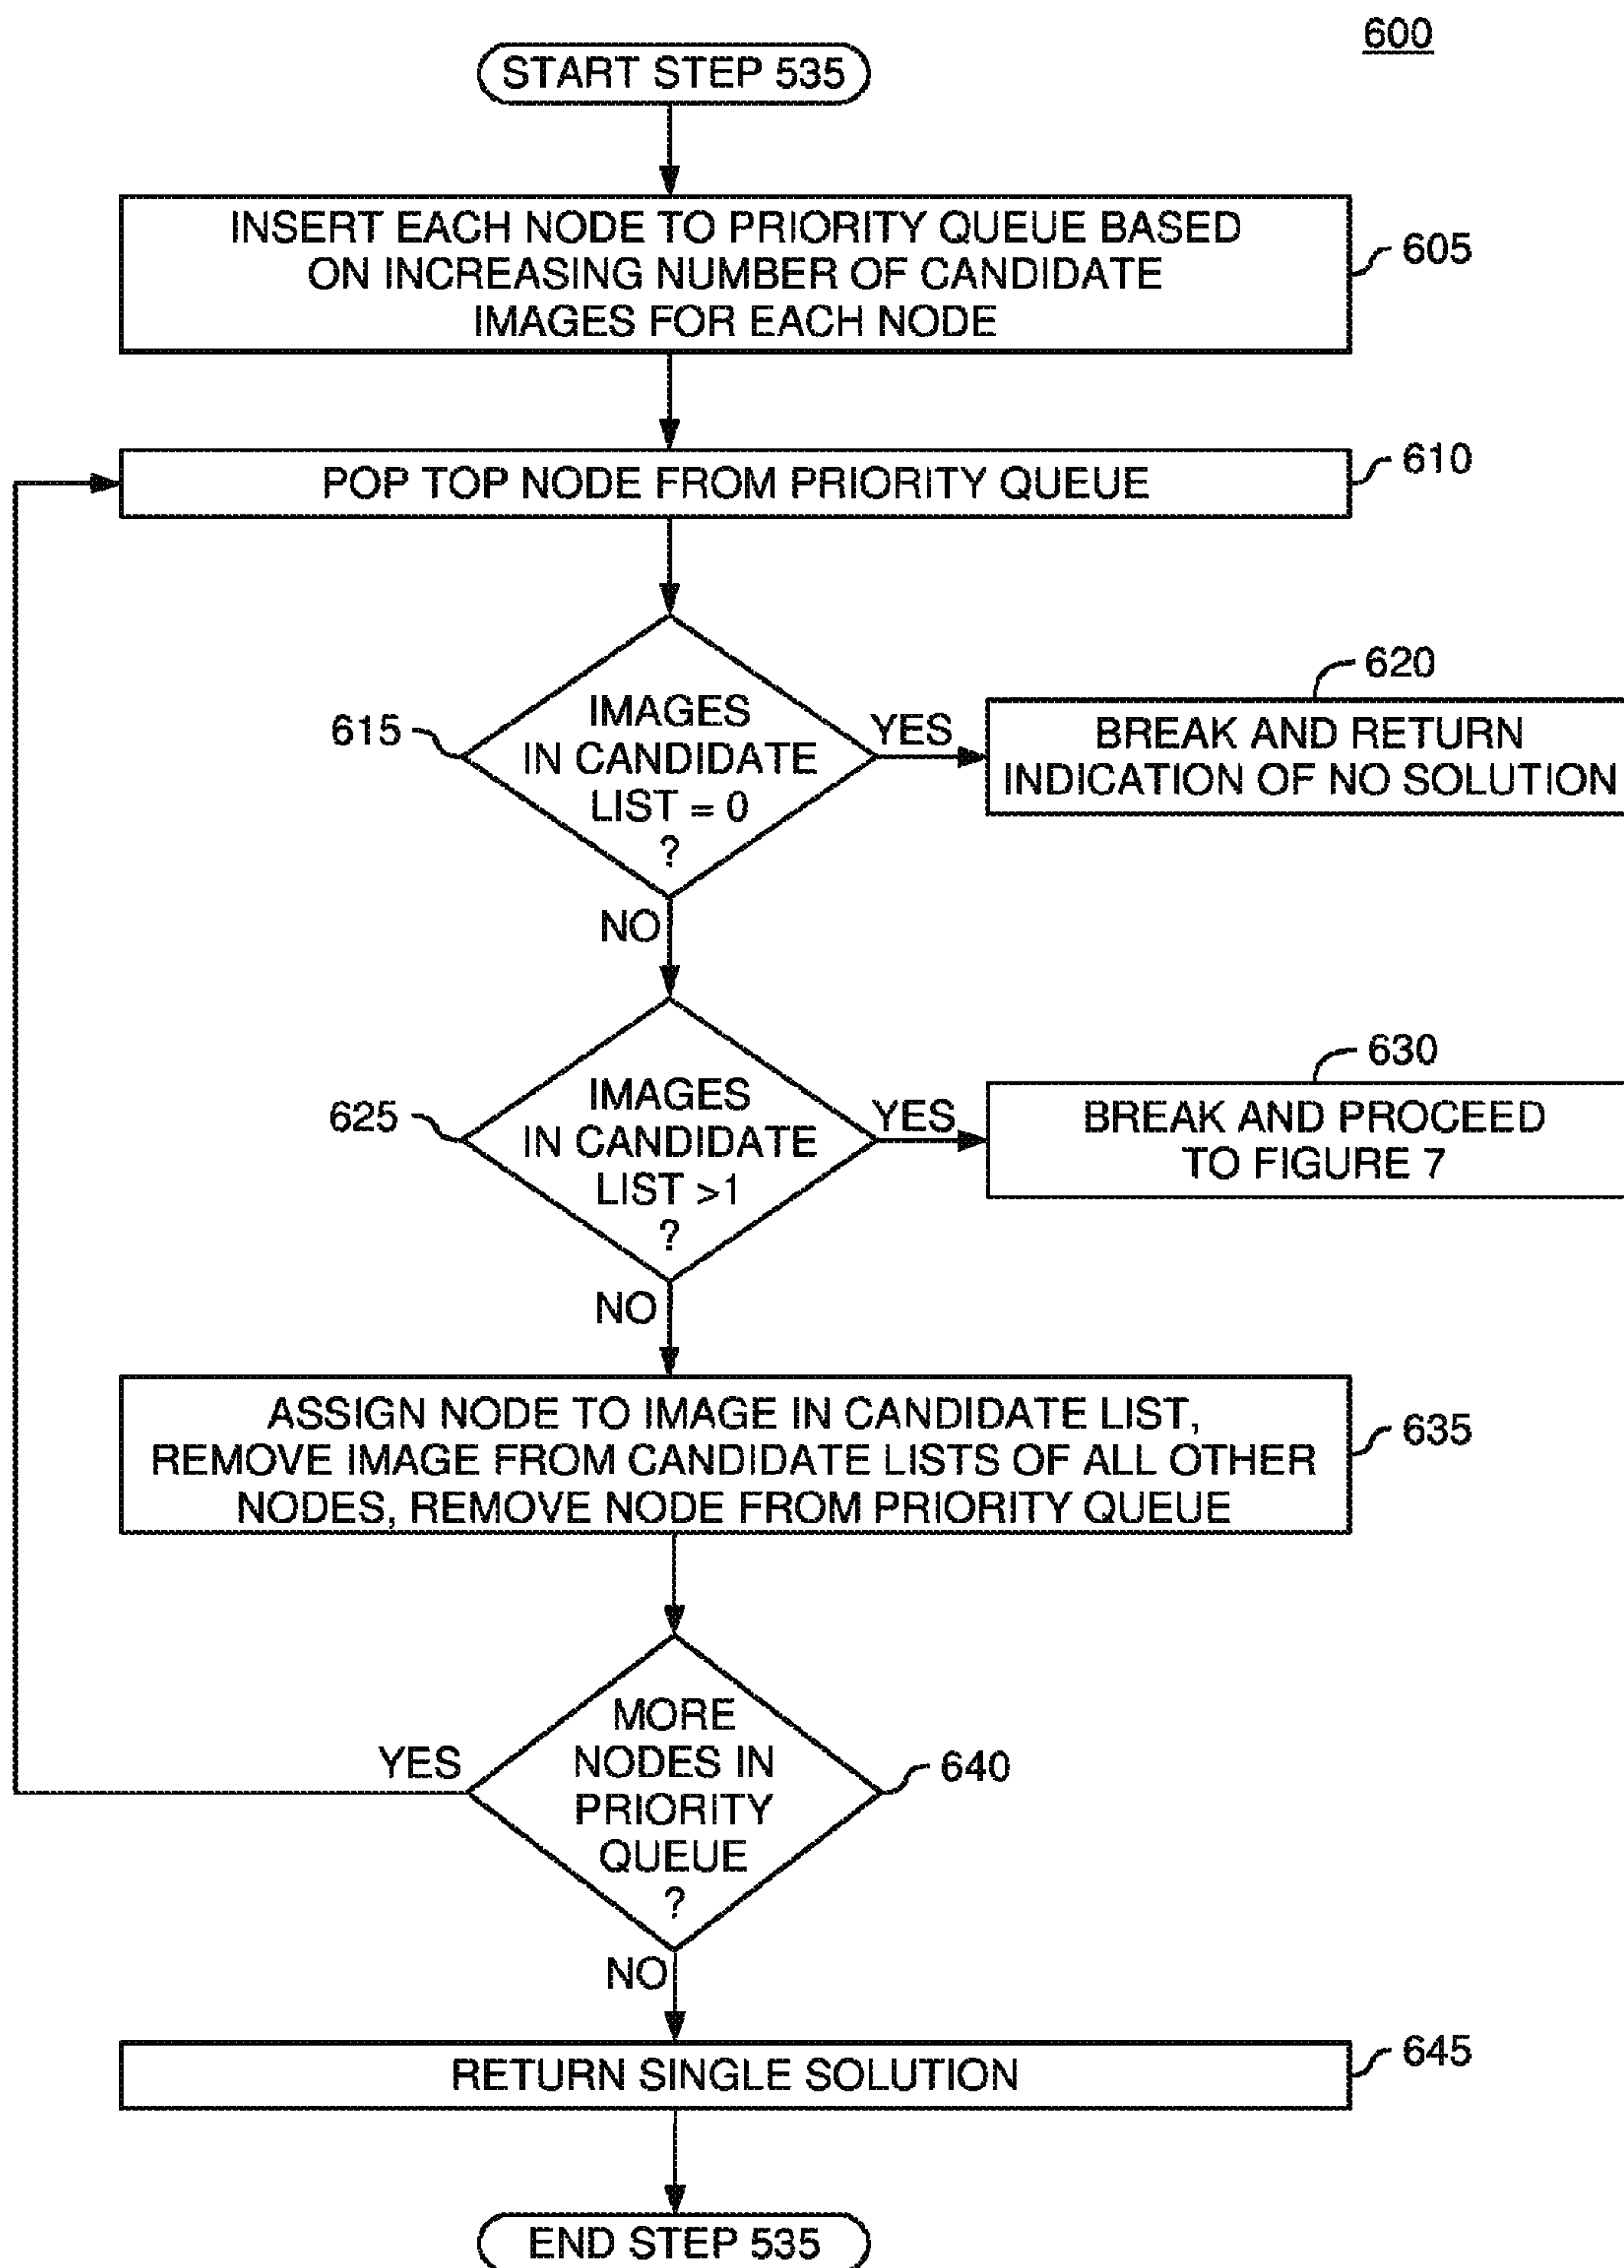 600
START STEP 535
INSERT EACH NODE TO PRIORITY QUEUE BASED
ON INCREASING NUMBER OF CANDIDATE
IMAGES FOR EACH NODE
605
POP TOP NODE FROM PRIORITY QUEUE
610
615
IMAGES
IN CANDIDATE
LIST = 0
?
YES
620
BREAK AND RETURN
INDICATION OF NO SOLUTION
NO
625
IMAGES
IN CANDIDATE
LIST >1
?
YES
630
BREAK AND PROCEED
TO FIGURE 7
NO
ASSIGN NODE TO IMAGE IN CANDIDATE LIST,
REMOVE IMAGE FROM CANDIDATE LISTS OF ALL OTHER
NODES, REMOVE NODE FROM PRIORITY QUEUE
635
YES
MORE
NODES IN
PRIORITY
QUEUE
?
640
NO
RETURN SINGLE SOLUTION
645
END STEP 535